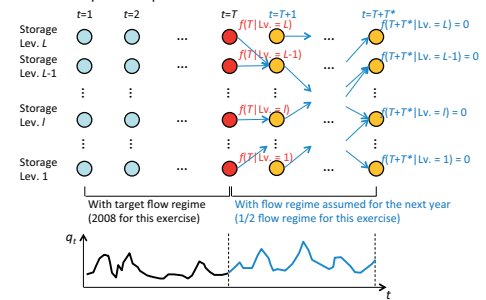 t=1 t=2 t=T t=T+1 t=T+T*
Storage Lev. L ... f(T|Lv. = L) ... f(T+T*|Lv. = L) = 0
Storage Lev. L-1 ... f(T|Lv. = L-1) ... f(T+T*|Lv. = L-1) = 0
Storage Lev. l ... f(T|Lv. = l) ... f(T+T*|Lv. = l) = 0
Storage Lev. 1 ... f(T|Lv. = 1) ... f(T+T*|Lv. = 1) = 0
With target flow regime
(2008 for this exercise)
With flow regime assumed for the next year
(1/2 flow regime for this exercise)
qt
t